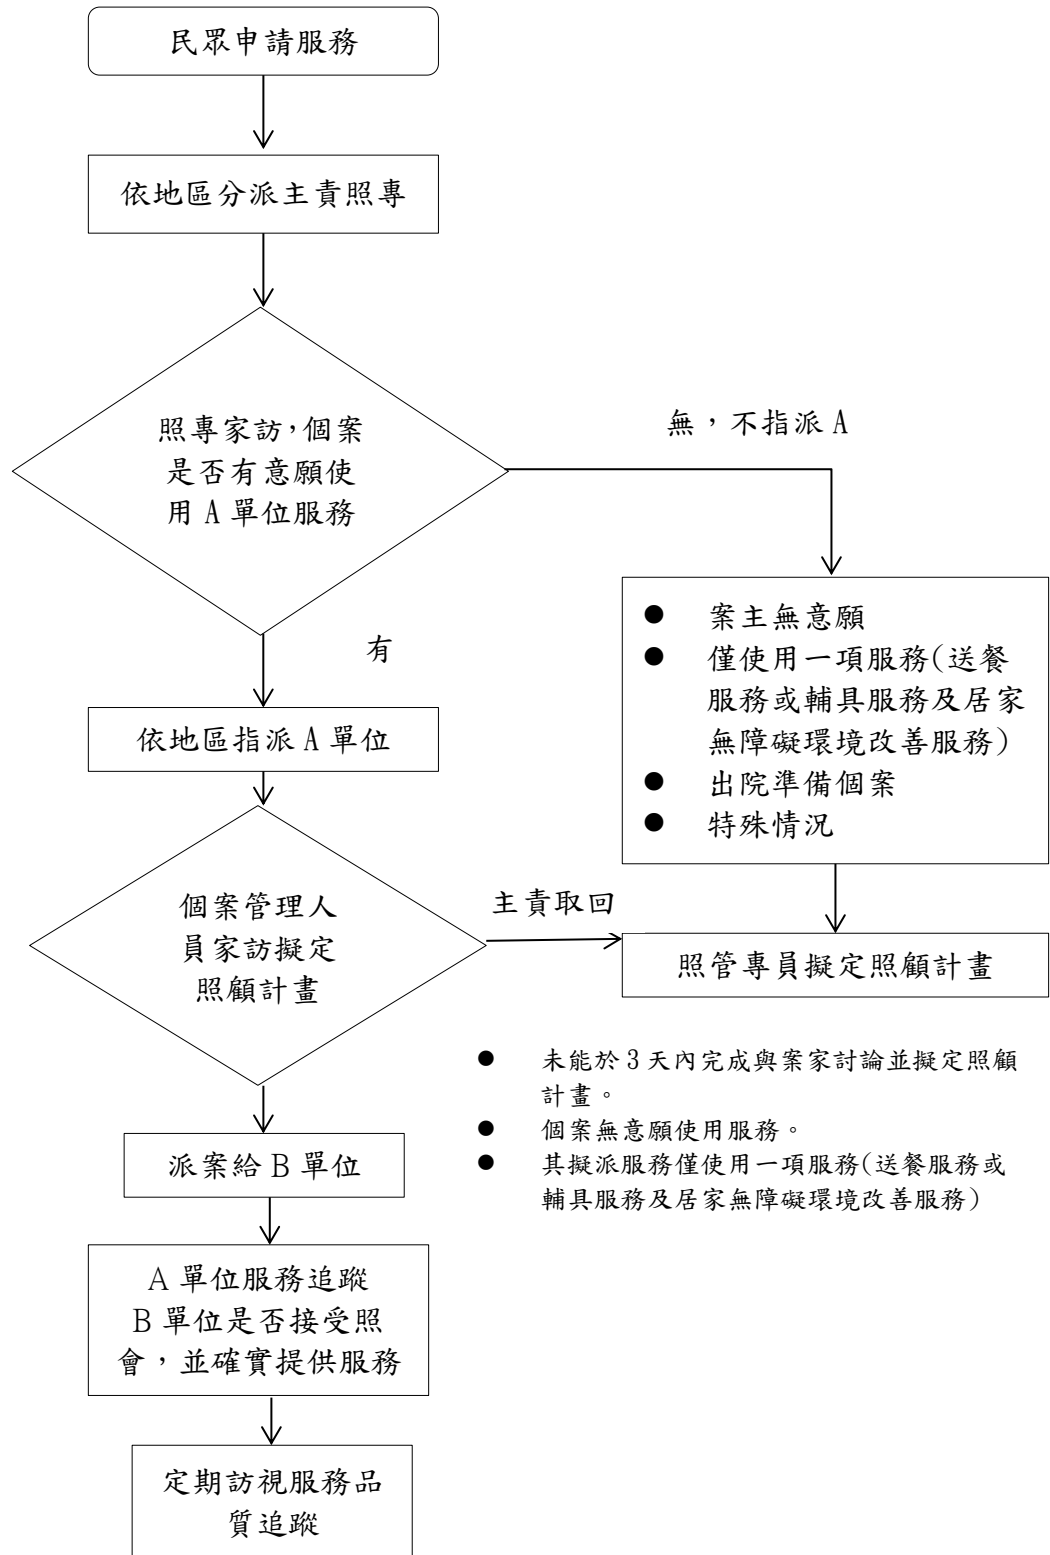 民眾申請服務
依地區分派主責照專
照專家訪,個案
是否有意願使
用 A 單位服務
無，不指派 A
● 案主無意願
● 僅使用一項服務(送餐
服務或輔具服務及居家
無障礙環境改善服務)
● 出院準備個案
● 特殊情況
有
依地區指派 A 單位
個案管理人
員家訪擬定
照顧計畫
主責取回
照管專員擬定照顧計畫
● 未能於 3 天內完成與案家討論並擬定照顧
計畫。
● 個案無意願使用服務。
● 其擬派服務僅使用一項服務(送餐服務或
輔具服務及居家無障礙環境改善服務)
派案給 B 單位
A 單位服務追蹤
B 單位是否接受照
會，並確實提供服務
定期訪視服務品
質追蹤